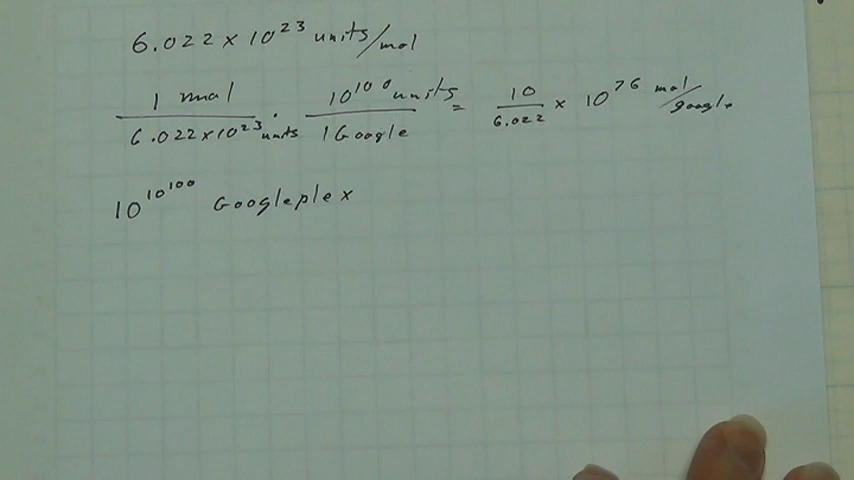 6.022 x 10^23 units/mol
1 mol / 6.022 x 10^23 units · 10^100 units / 1 Google = 10 / 6.022 x 10^76 mol/google
10^10^100 Googleplex